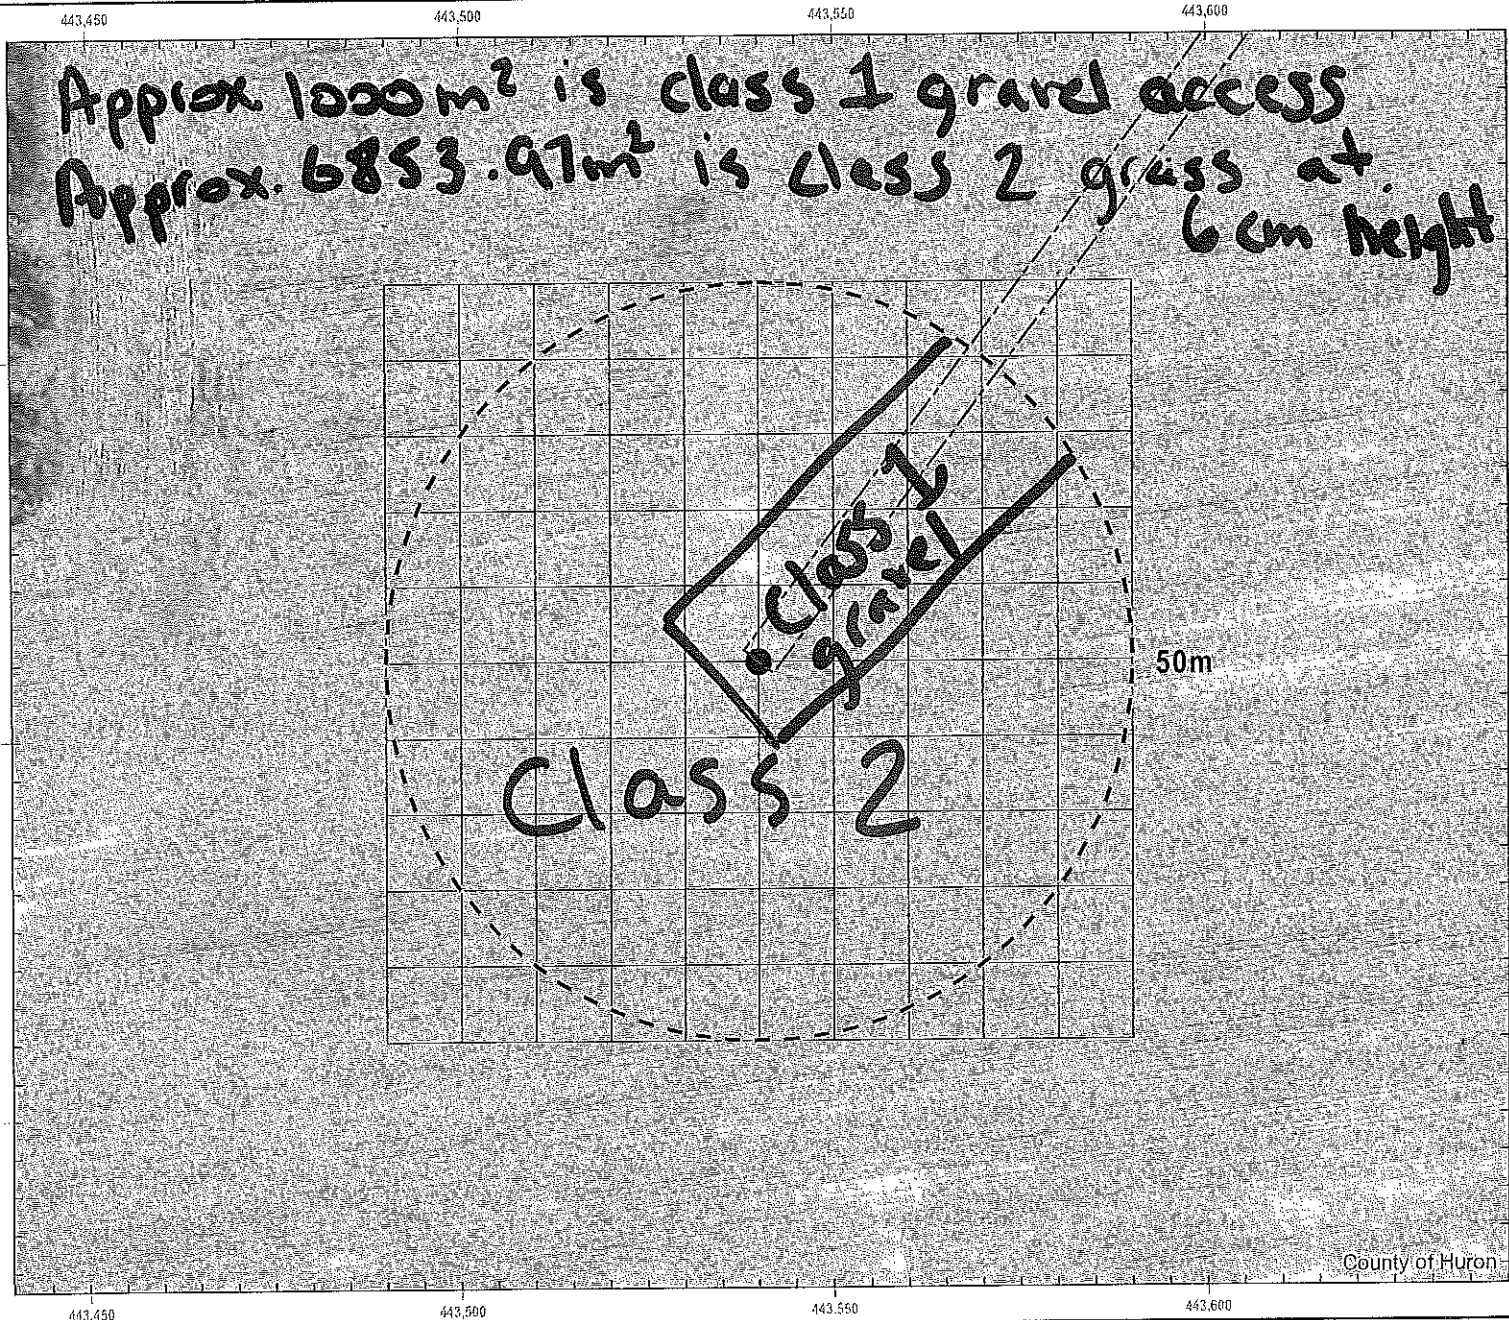 443,450 443,500 443,550 443,600
Approx. 1000m² is class 1 gravel access
Approx. 6853.97m² is class 2 grass at.
6 cm height
Class 1
gravel
50m
Class 2
County of Huron
443,450 443,500 443,550 443,600